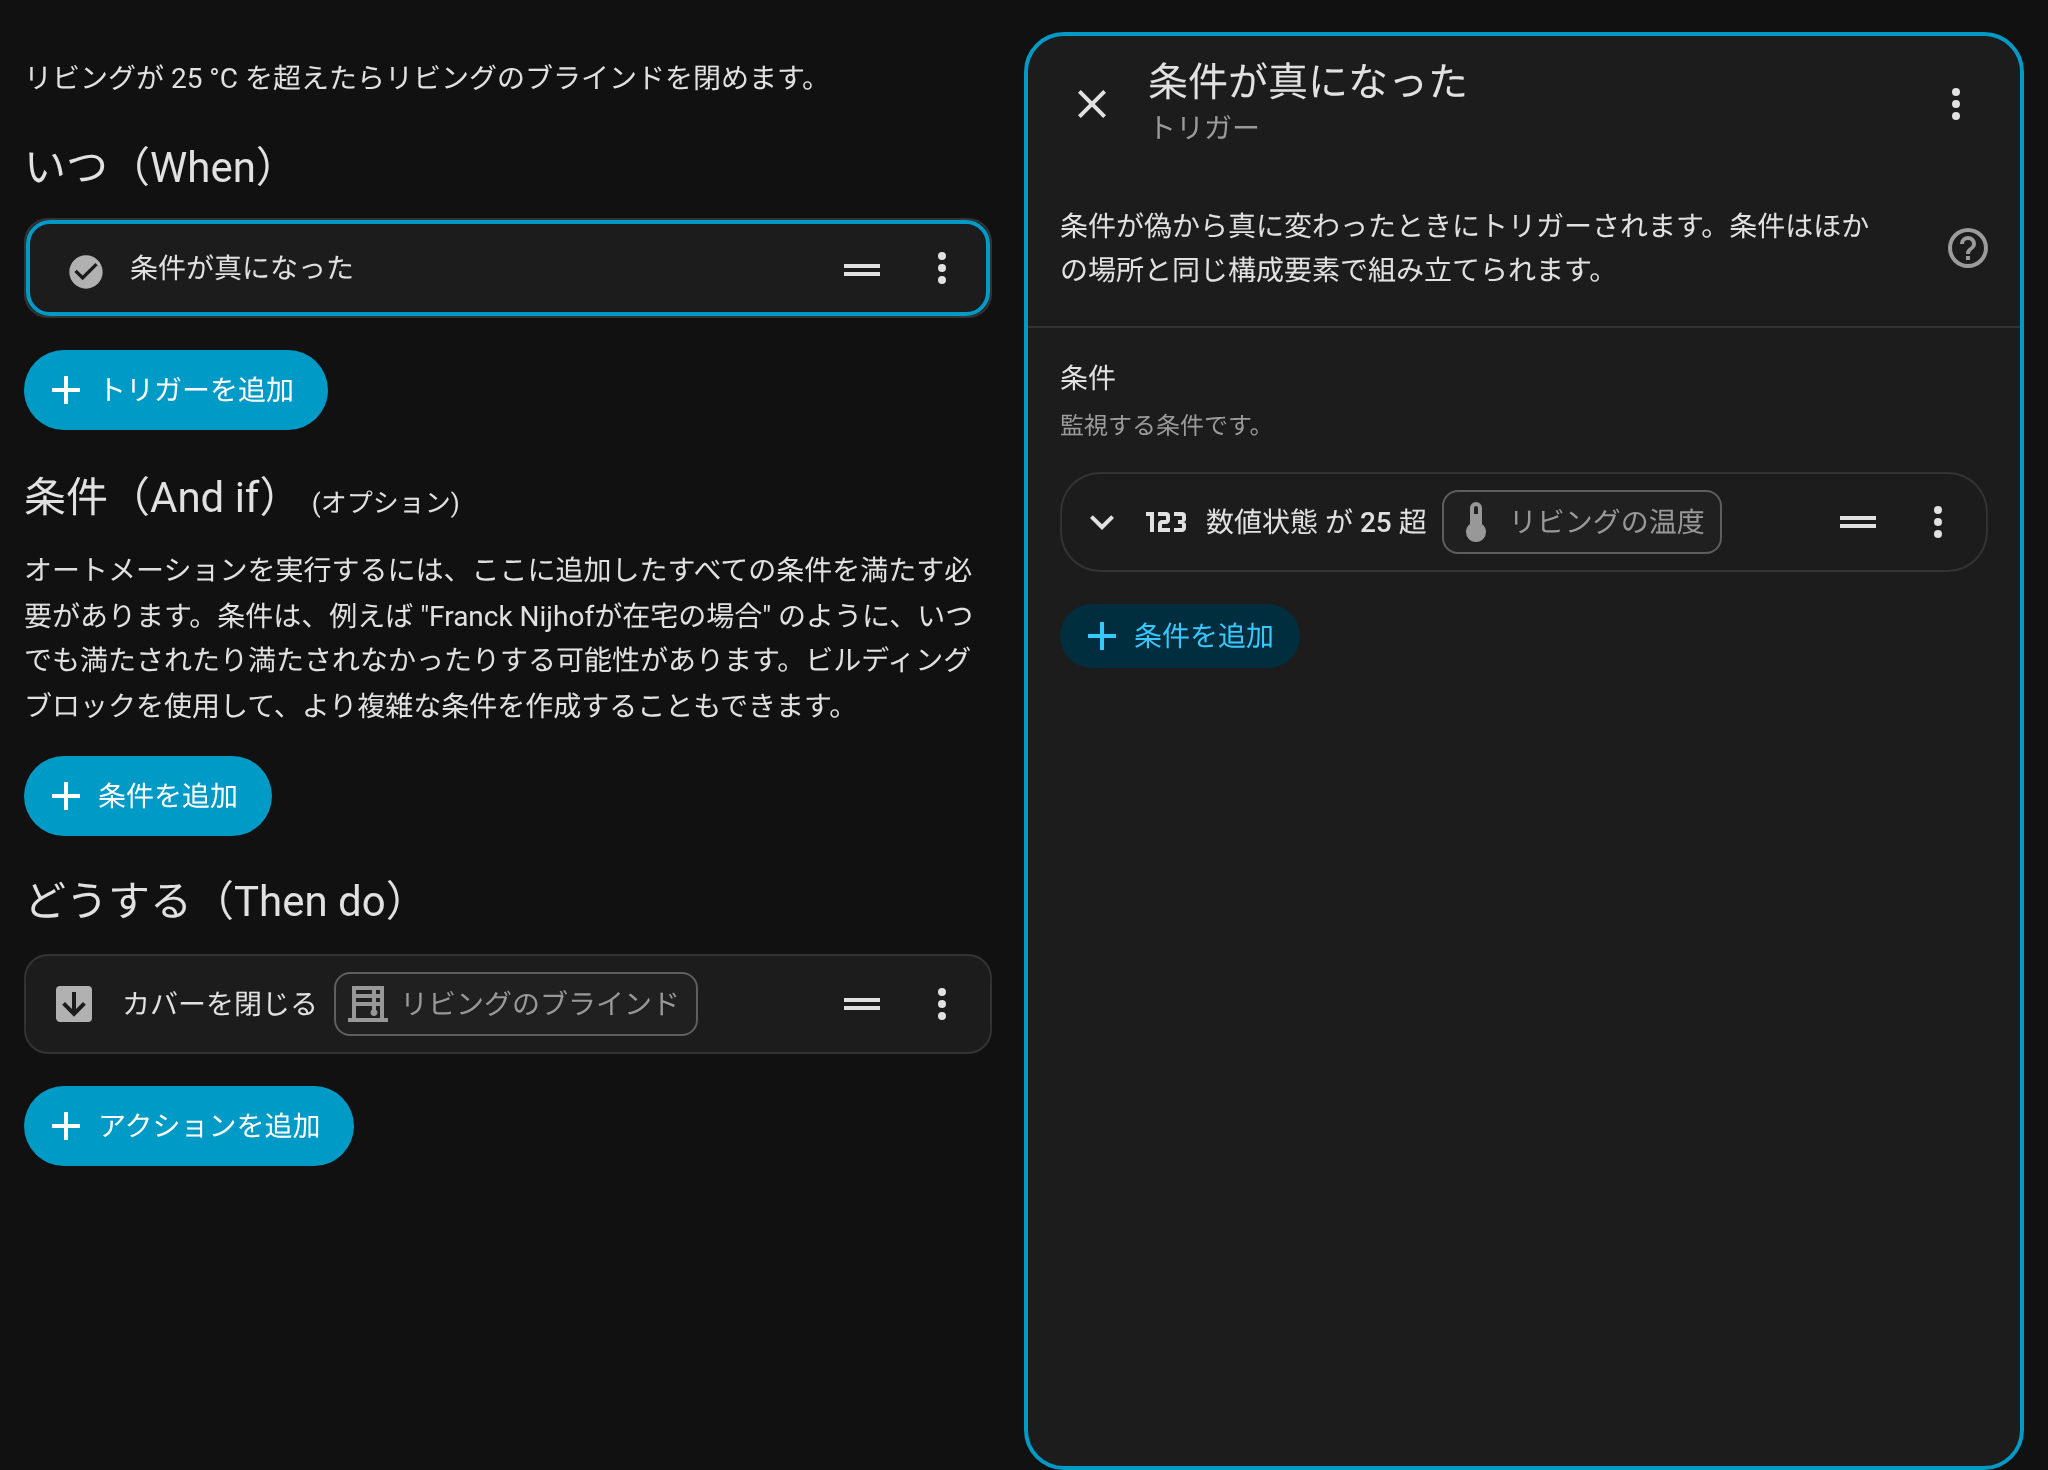 リビングが 25 °C を超えたらリビングのブラインドを閉めます。
いつ（When）
条件が真になった
トリガーを追加
条件（And if） (オプション)
オートメーションを実行するには、ここに追加したすべての条件を満たす必
要があります。条件は、例えば "Franck Nijhofが在宅の場合" のように、いつ
でも満たされたり満たされなかったりする可能性があります。ビルディング
ブロックを使用して、より複雑な条件を作成することもできます。
条件を追加
どうする（Then do）
カバーを閉じる リビングのブラインド
アクションを追加
条件が真になった
トリガー
条件が偽から真に変わったときにトリガーされます。条件はほか
の場所と同じ構成要素で組み立てられます。
条件
監視する条件です。
123 数値状態 が 25 超 リビングの温度
条件を追加